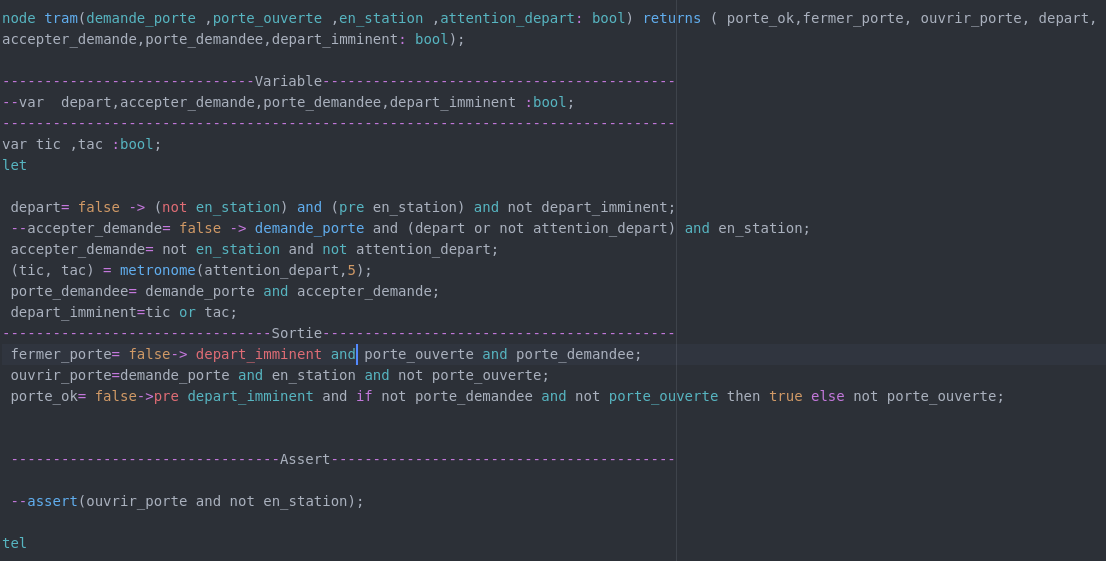 node tram(demande_porte ,porte_ouverte ,en_station ,attention_depart: bool) returns ( porte_ok,fermer_porte, ouvrir_porte, depart,
accepter_demande,porte_demandee,depart_imminent: bool);
------------------------------Variable------------------------------------------
--var  depart,accepter_demande,porte_demandee,depart_imminent :bool;
--------------------------------------------------------------------------------
var tic ,tac :bool;
let
 depart= false -> (not en_station) and (pre en_station) and not depart_imminent;
 --accepter_demande= false -> demande_porte and (depart or not attention_depart) and en_station;
 accepter_demande= not en_station and not attention_depart;
 (tic, tac) = metronome(attention_depart,5);
 porte_demandee= demande_porte and accepter_demande;
 depart_imminent=tic or tac;
--------------------------------Sortie------------------------------------------
 fermer_porte= false-> depart_imminent and porte_ouverte and porte_demandee;
 ouvrir_porte=demande_porte and en_station and not porte_ouverte;
 porte_ok= false->pre depart_imminent and if not porte_demandee and not porte_ouverte then true else not porte_ouverte;
 --------------------------------Assert-----------------------------------------
 --assert(ouvrir_porte and not en_station);
tel